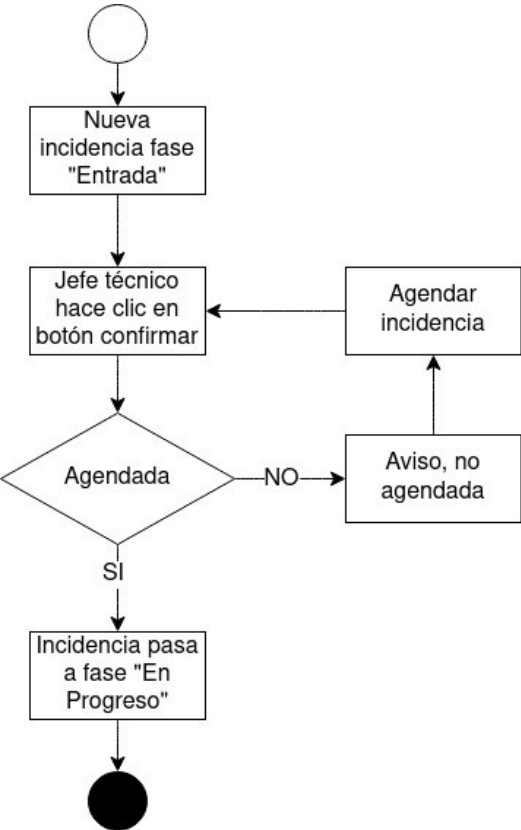 Nueva
incidencia fase
"Entrada"
Jefe técnico
hace clic en
botón confirmar
Agendar
incidencia
Agendada
NO
Aviso, no
agendada
SI
Incidencia pasa
a fase "En
Progreso"